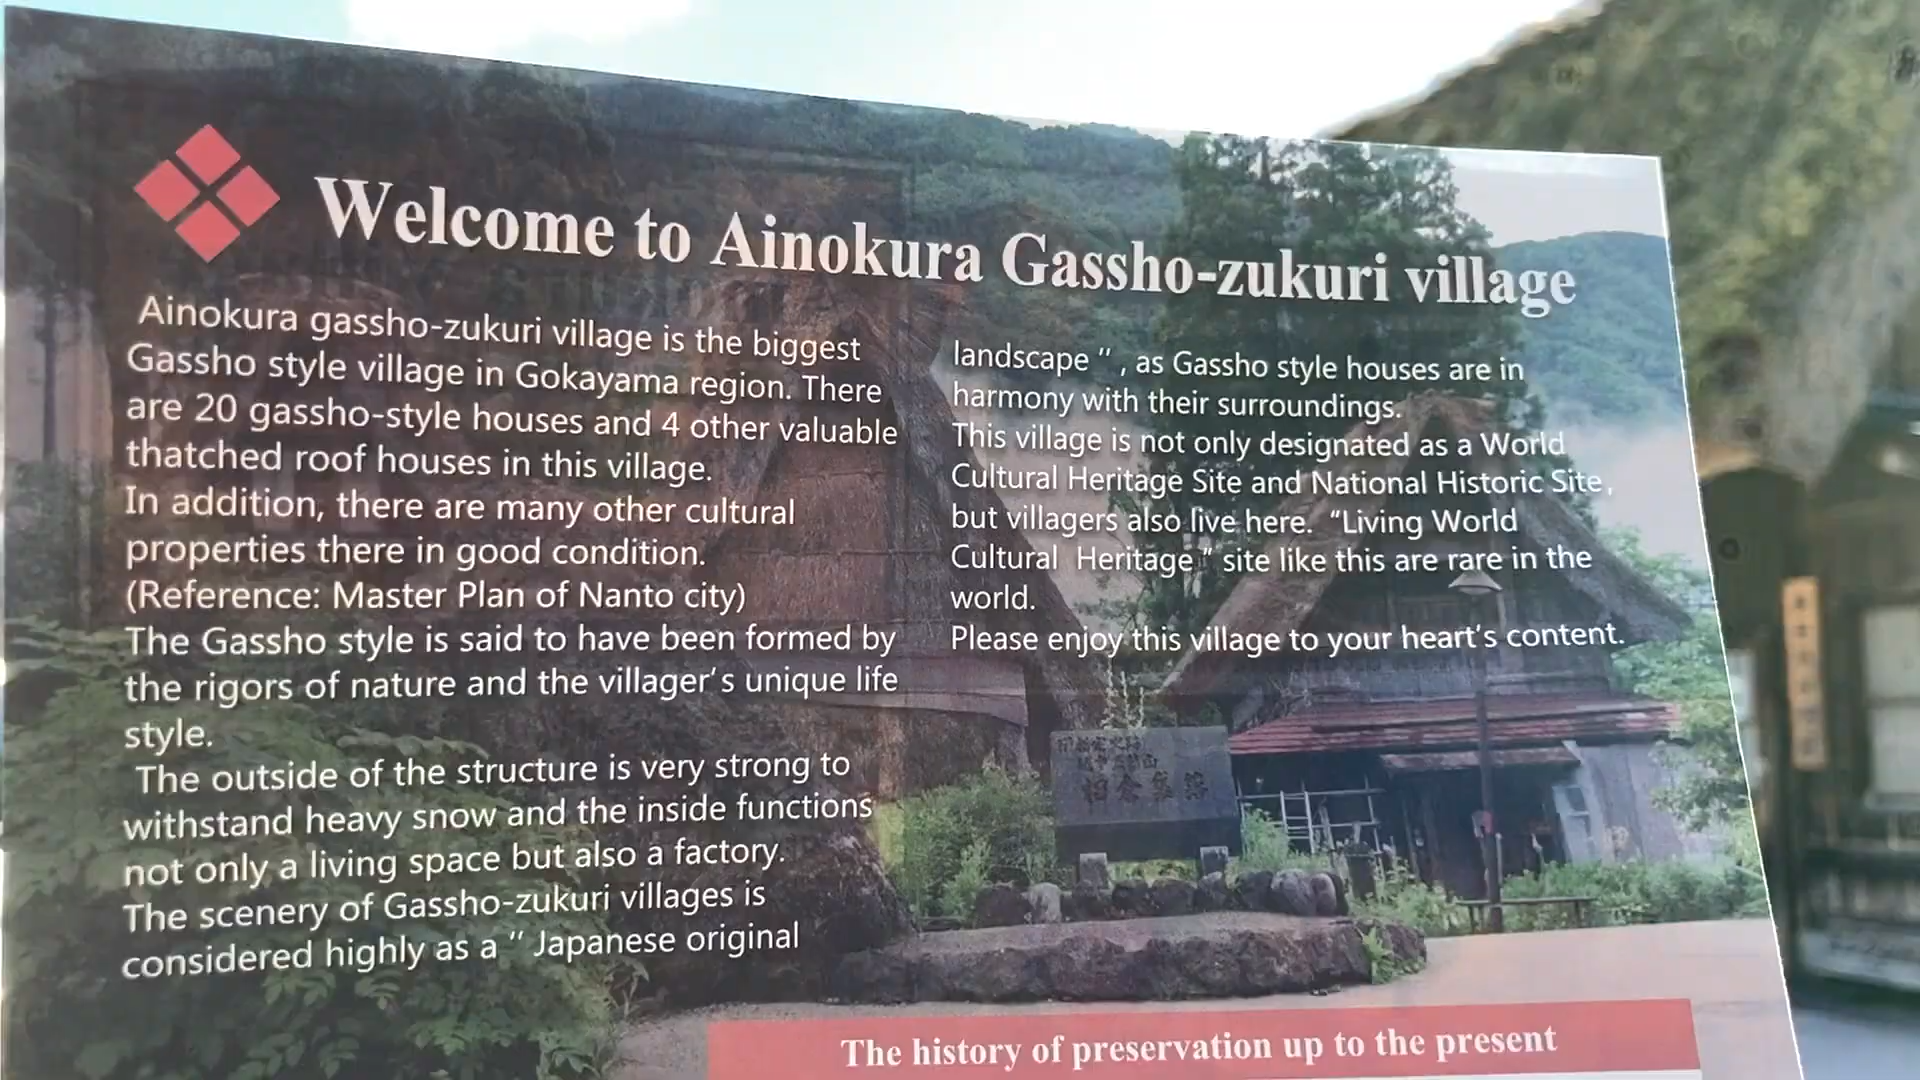 Welcome to Ainokura Gassho-zukuri village
Ainokura gassho-zukuri village is the biggest
Gassho style village in Gokayama region. There
are 20 gassho-style houses and 4 other valuable
thatched roof houses in this village.
In addition, there are many other cultural
properties there in good condition.
(Reference: Master Plan of Nanto city)
The Gassho style is said to have been formed by
the rigors of nature and the villager's unique life
style.
The outside of the structure is very strong to
withstand heavy snow and the inside functions
not only a living space but also a factory.
The scenery of Gassho-zukuri villages is
considered highly as a " Japanese original
landscape ", as Gassho style houses are in
harmony with their surroundings.
This village is not only designated as a World
Cultural Heritage Site and National Historic Site,
but villagers also live here. "Living World
Cultural Heritage" site like this are rare in the
world.
Please enjoy this village to your heart's content.
相倉集落
The history of preservation up to the present